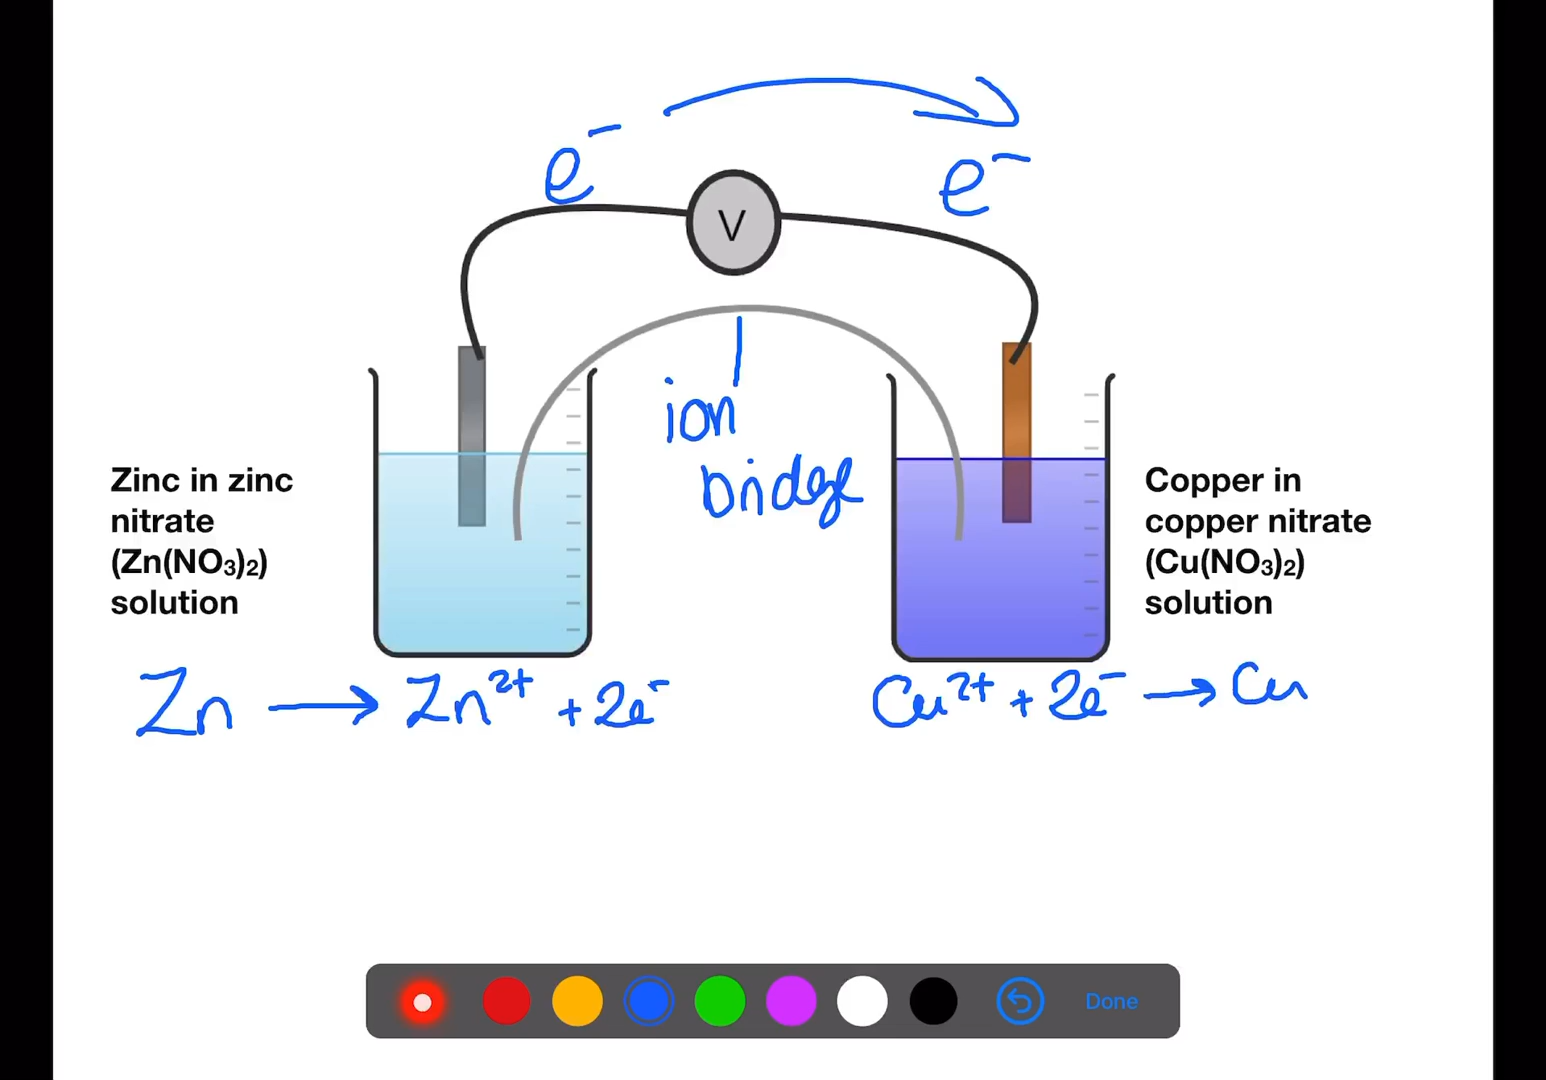 e⁻
e⁻
V
ion
bridge
Zinc in zinc
nitrate
(Zn(NO₃)₂)
solution
Copper in
copper nitrate
(Cu(NO₃)₂)
solution
Zn → Zn²⁺ + 2e⁻
Cu²⁺ + 2e⁻ → Cu
Done